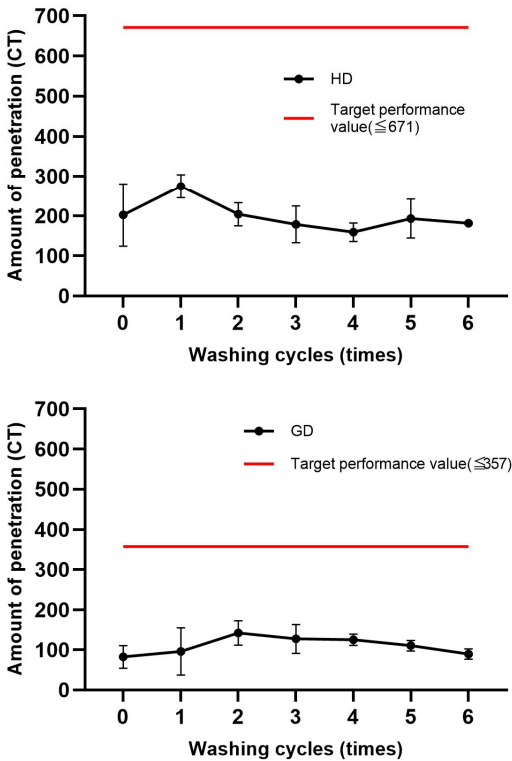 Amount of penetration (CT)
700
600
500
400
300
200
100
0
HD
Target performance
value(≦671)
0 1 2 3 4 5 6
Washing cycles (times)
Amount of penetration (CT)
700
600
500
400
300
200
100
0
GD
Target performance value(≦357)
0 1 2 3 4 5 6
Washing cycles (times)